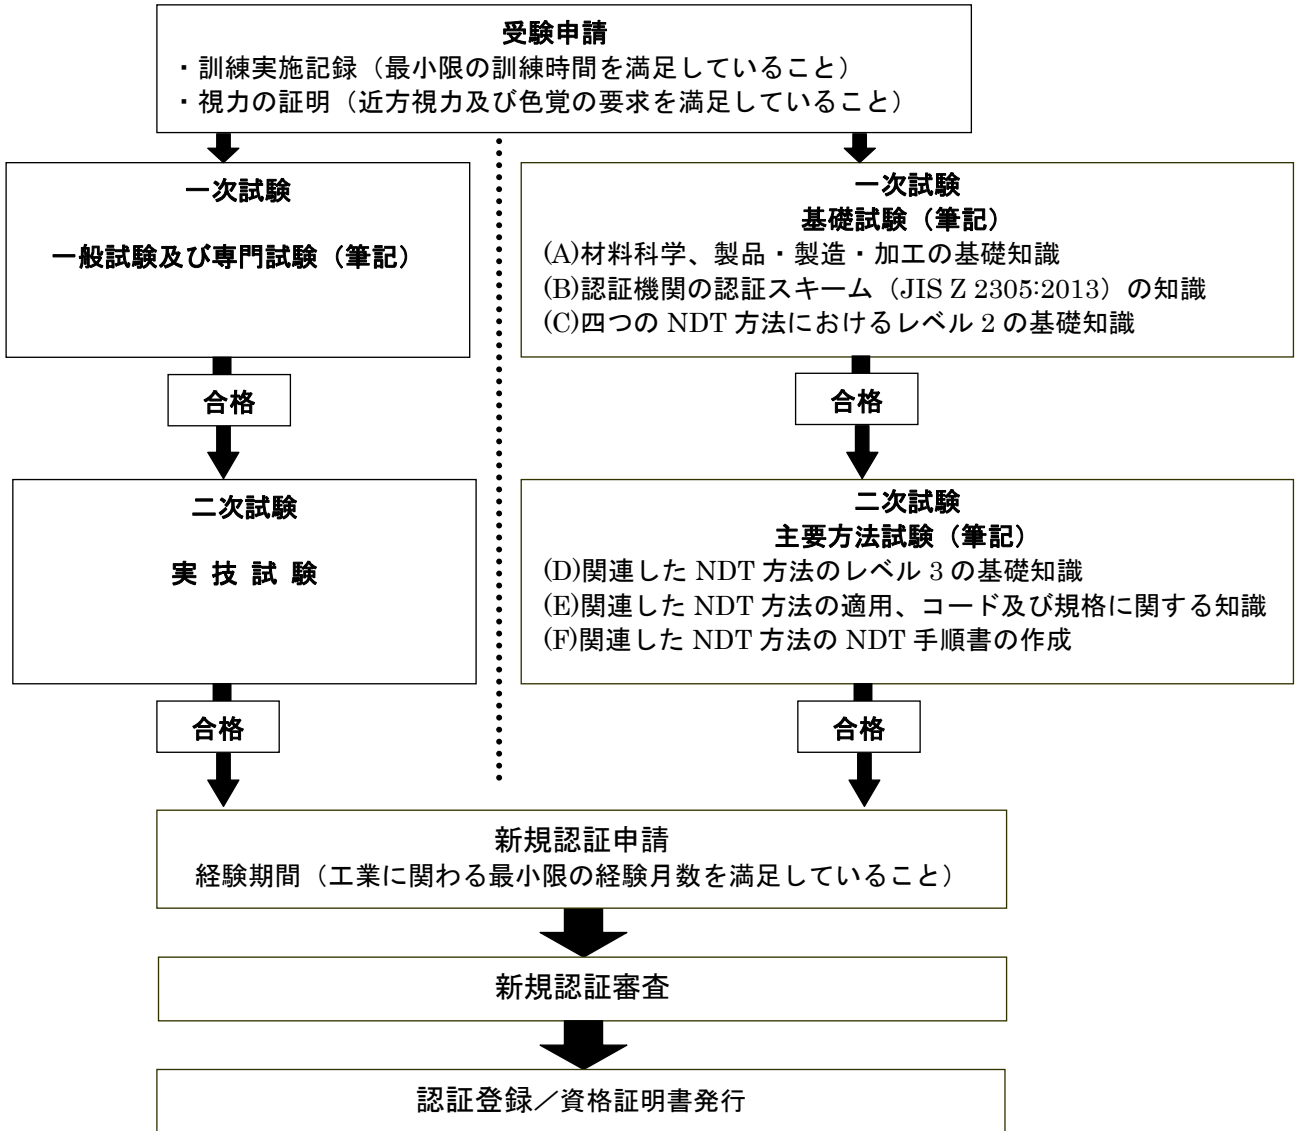 受験申請
・訓練実施記録（最小限の訓練時間を満足していること）
・視力の証明（近方視力及び色覚の要求を満足していること）
一次試験
一般試験及び専門試験（筆記）
合格
二次試験
実 技 試 験
合格
一次試験
基礎試験（筆記）
(A)材料科学、製品・製造・加工の基礎知識
(B)認証機関の認証スキーム（JIS Z 2305:2013）の知識
(C)四つの NDT 方法におけるレベル 2 の基礎知識
合格
二次試験
主要方法試験（筆記）
(D)関連した NDT 方法のレベル 3 の基礎知識
(E)関連した NDT 方法の適用、コード及び規格に関する知識
(F)関連した NDT 方法の NDT 手順書の作成
合格
新規認証申請
経験期間（工業に関わる最小限の経験月数を満足していること）
新規認証審査
認証登録／資格証明書発行